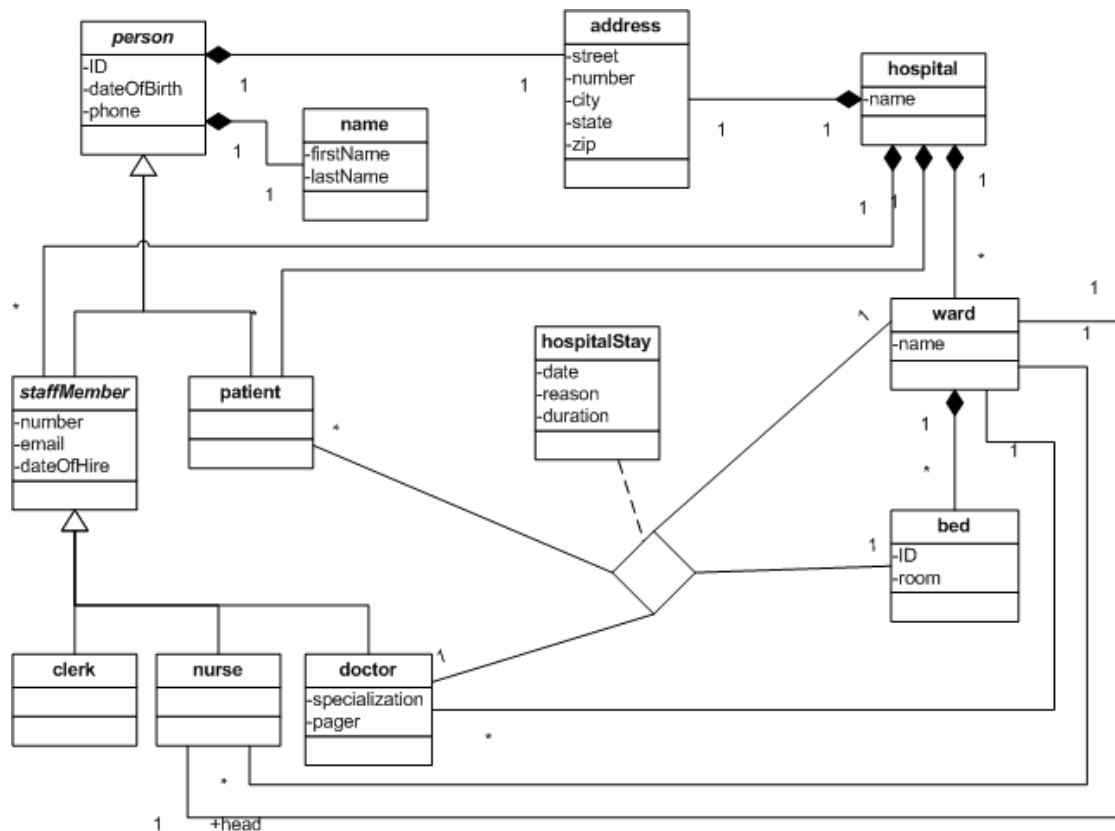 person
-ID
-dateOfBirth
-phone
1
1
name
-firstName
-lastName
1
1
address
-street
-number
-city
-state
-zip
1
1
hospital
-name
1
1
1
*
*
*
staffMember
-number
-email
-dateOfHire
patient
*
hospitalStay
-date
-reason
-duration
1
ward
-name
1
1
1
1
*
bed
-ID
-room
1
clerk
nurse
doctor
-specialization
-pager
1
*
*
1
+head